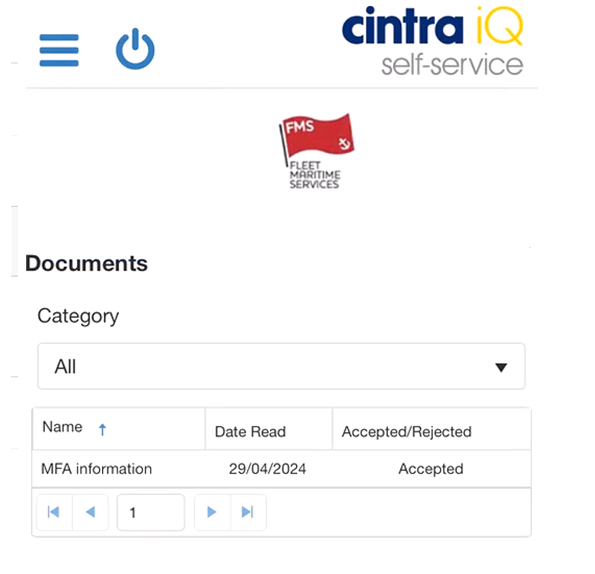 cintra iQ
self-service
FMS
FLEET
MARITIME
SERVICES
Documents
Category
All
Name Date Read Accepted/Rejected
MFA information 29/04/2024 Accepted
1